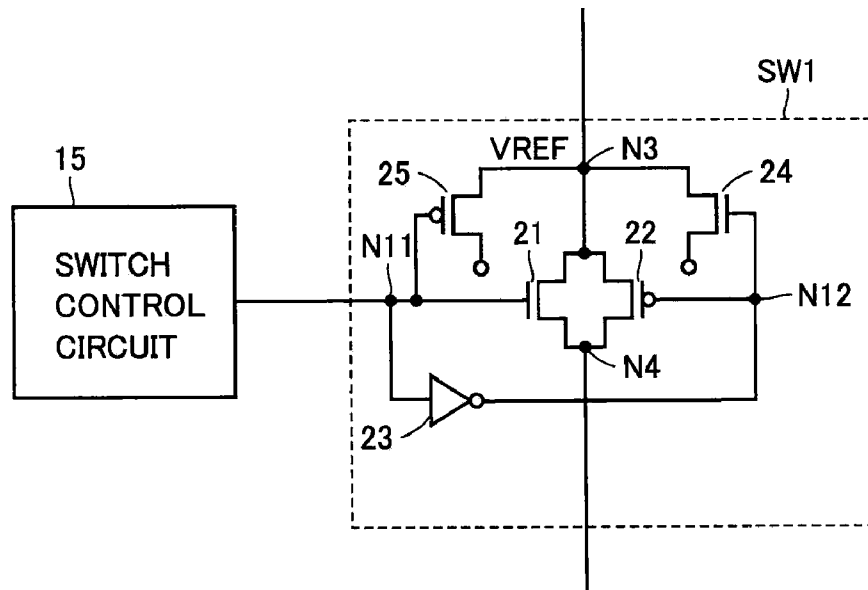 SW1
VREF
N3
15
25
24
N11
21
22
SWITCH
CONTROL
CIRCUIT
N12
N4
23